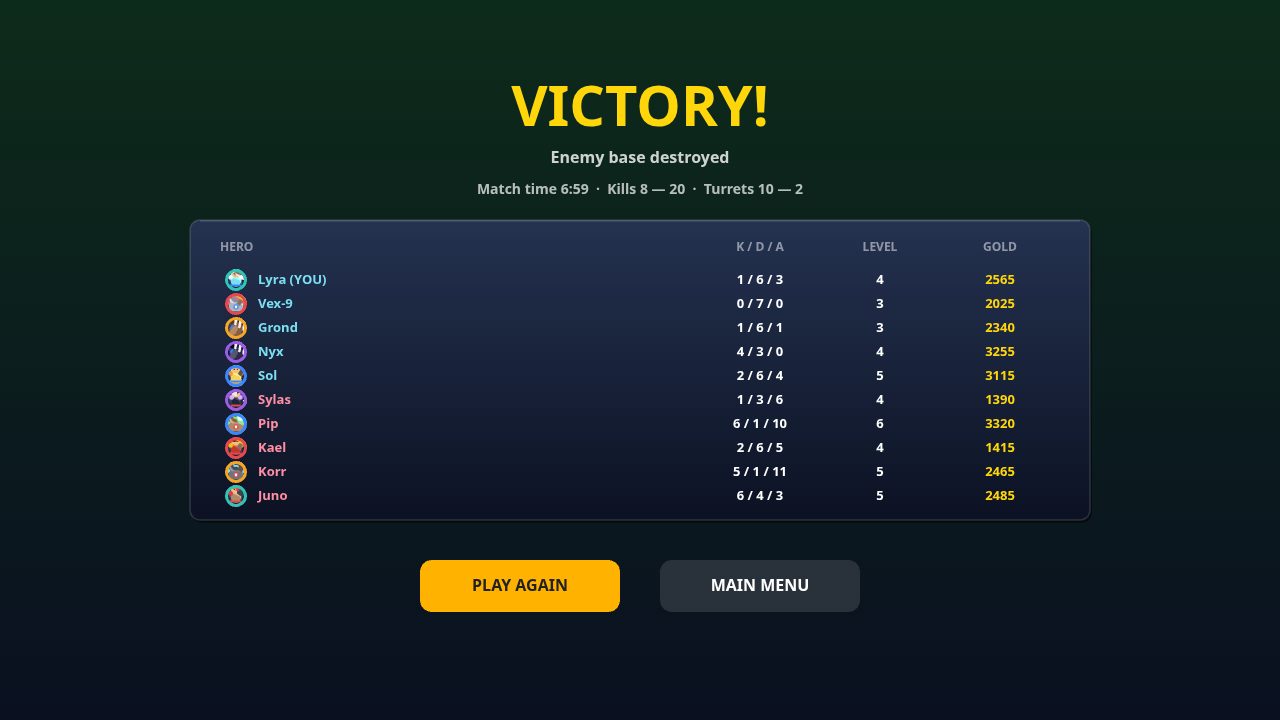 VICTORY!
Enemy base destroyed
Match time 6:59 · Kills 8 — 20 · Turrets 10 — 2
HERO K / D / A LEVEL GOLD
Lyra (YOU) 1 / 6 / 3 4 2565
Vex-9 0 / 7 / 0 3 2025
Grond 1 / 6 / 1 3 2340
Nyx 4 / 3 / 0 4 3255
Sol 2 / 6 / 4 5 3115
Sylas 1 / 3 / 6 4 1390
Pip 6 / 1 / 10 6 3320
Kael 2 / 6 / 5 4 1415
Korr 5 / 1 / 11 5 2465
Juno 6 / 4 / 3 5 2485
PLAY AGAIN MAIN MENU